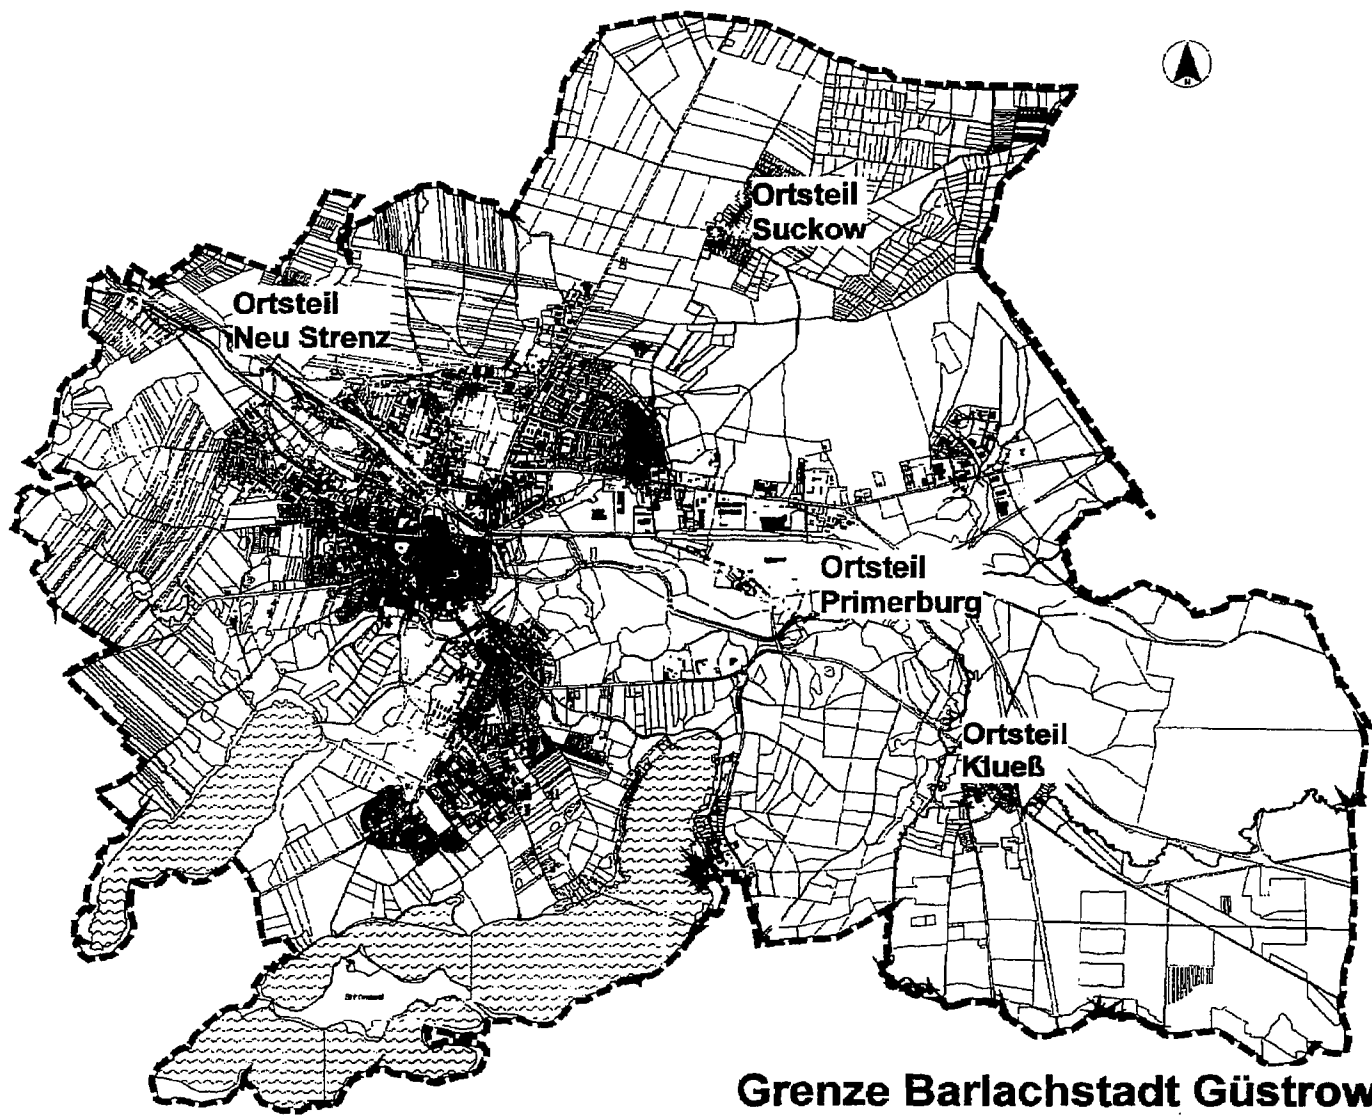 N
Ortsteil
Suckow
Ortsteil
Neu Strenz
Ortsteil
Primerburg
Ortsteil
Klueß
Grenze Barlachstadt Güstrow